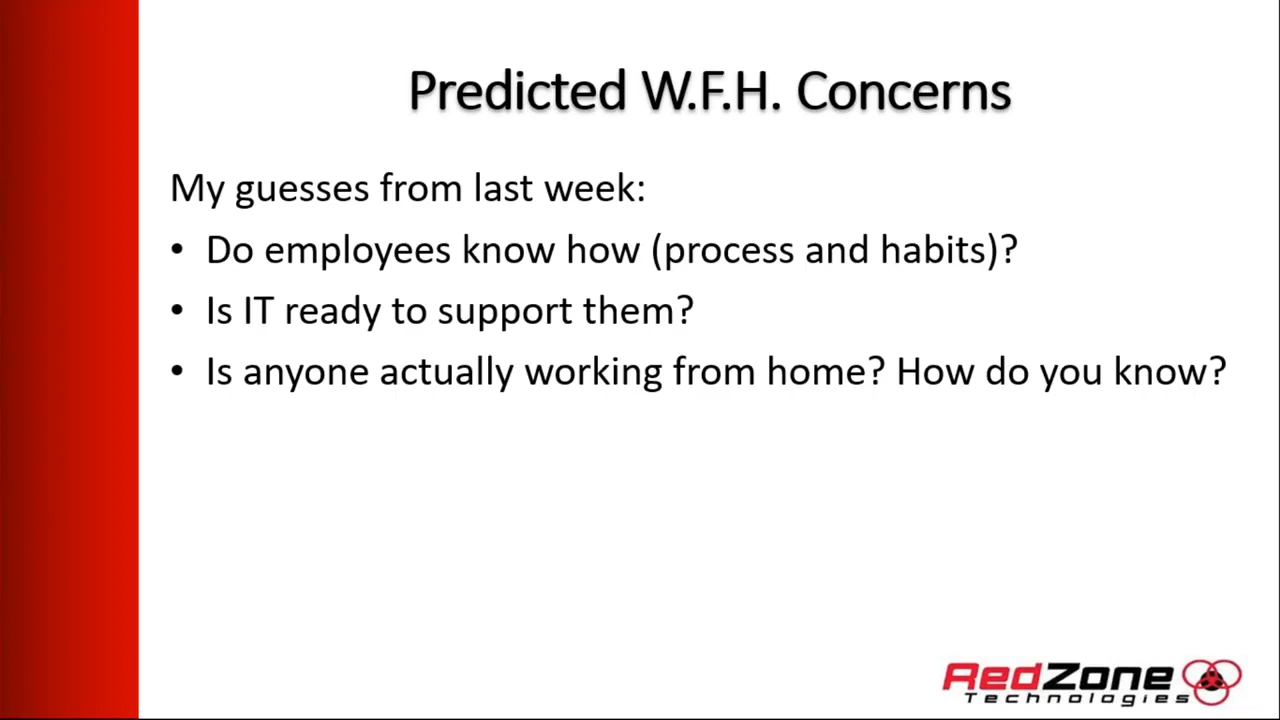 Predicted W.F.H. Concerns
My guesses from last week:
• Do employees know how (process and habits)?
• Is IT ready to support them?
• Is anyone actually working from home? How do you know?
RedZone
Technologies